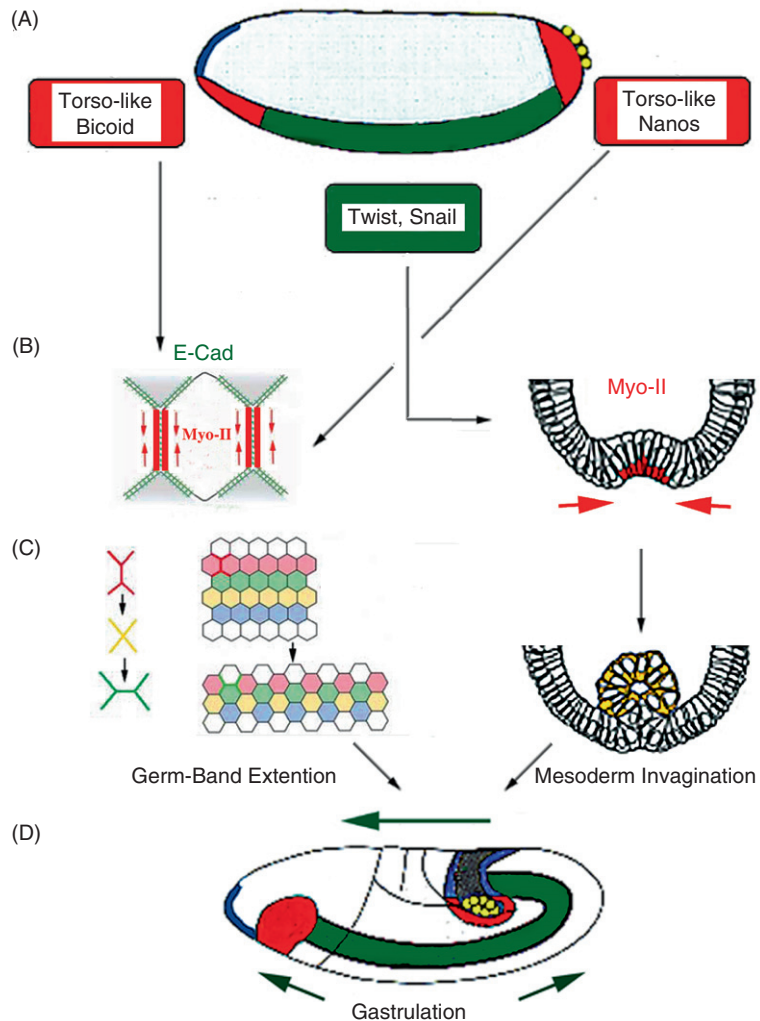 (A)
Torso-like
Bicoid
Torso-like
Nanos
Twist, Snail
(B)
E-Cad
Myo-II
Myo-II
(C)
Germ-Band Extention
Mesoderm Invagination
(D)
Gastrulation